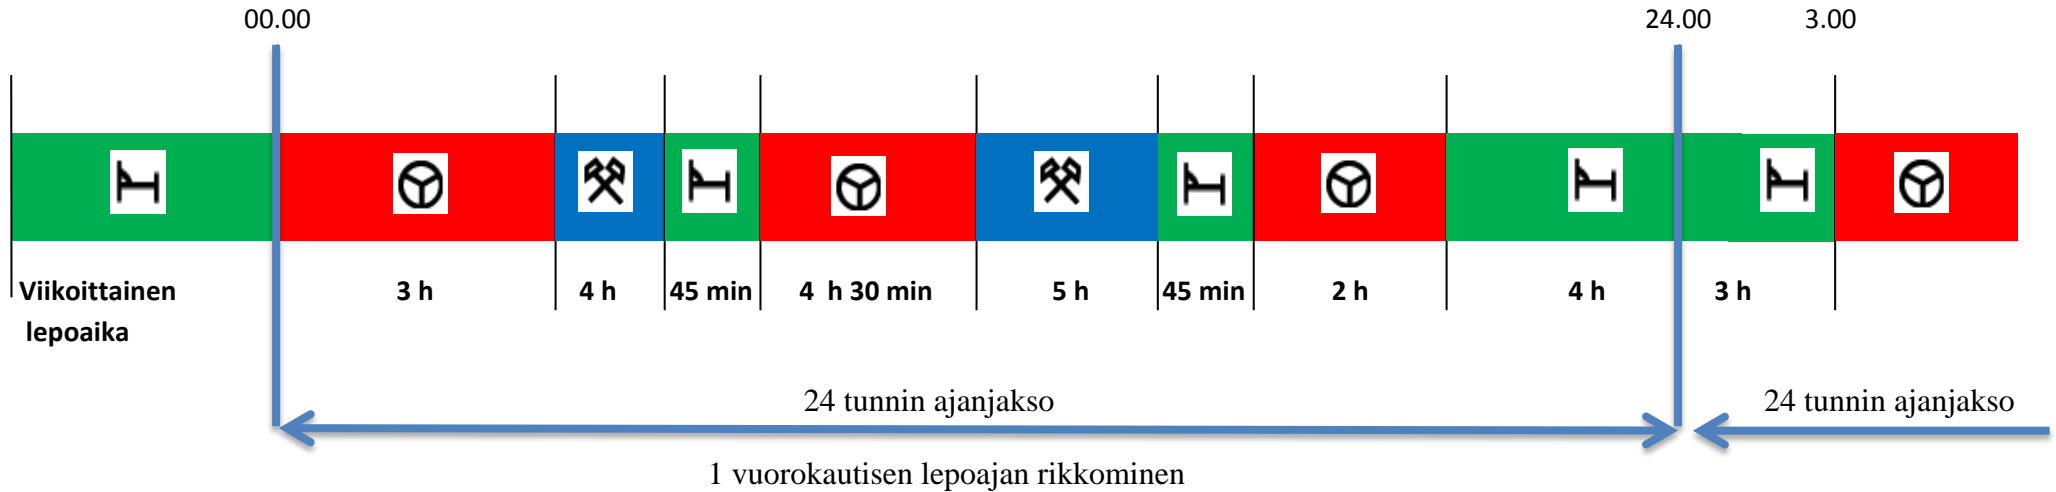 00.00 24.00 3.00
Viikoittainen 3 h 4 h 45 min 4 h 30 min 5 h 45 min 2 h 4 h 3 h
lepoaika
24 tunnin ajanjakso 24 tunnin ajanjakso
1 vuorokautisen lepoajan rikkominen